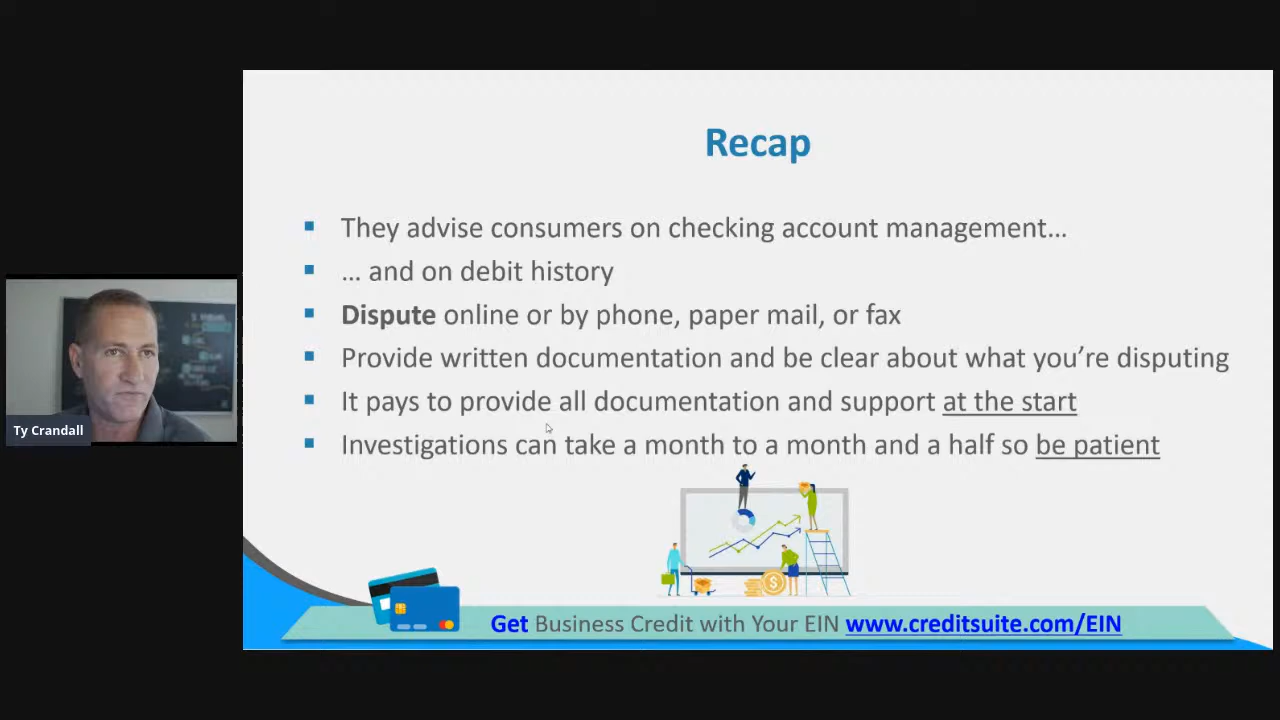 Recap
They advise consumers on checking account management…
… and on debit history
Dispute online or by phone, paper mail, or fax
Provide written documentation and be clear about what you’re disputing
It pays to provide all documentation and support at the start
Investigations can take a month to a month and a half so be patient
Ty Crandall
Get Business Credit with Your EIN www.creditsuite.com/EIN